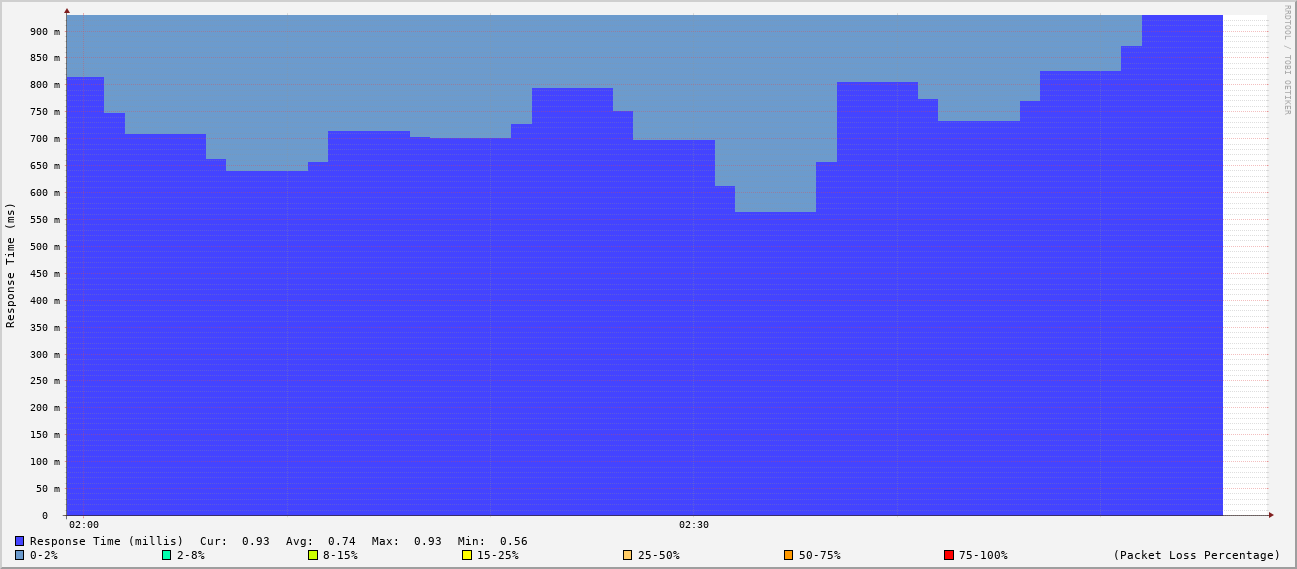 RRDTOOL / TOBI OETIKER
Response Time (ms)
900 m
850 m
800 m
750 m
700 m
650 m
600 m
550 m
500 m
450 m
400 m
350 m
300 m
250 m
200 m
150 m
100 m
50 m
0
02:00 02:30
Response Time (millis) Cur: 0.93 Avg: 0.74 Max: 0.93 Min: 0.56
0-2% 2-8% 8-15% 15-25% 25-50% 50-75% 75-100% (Packet Loss Percentage)